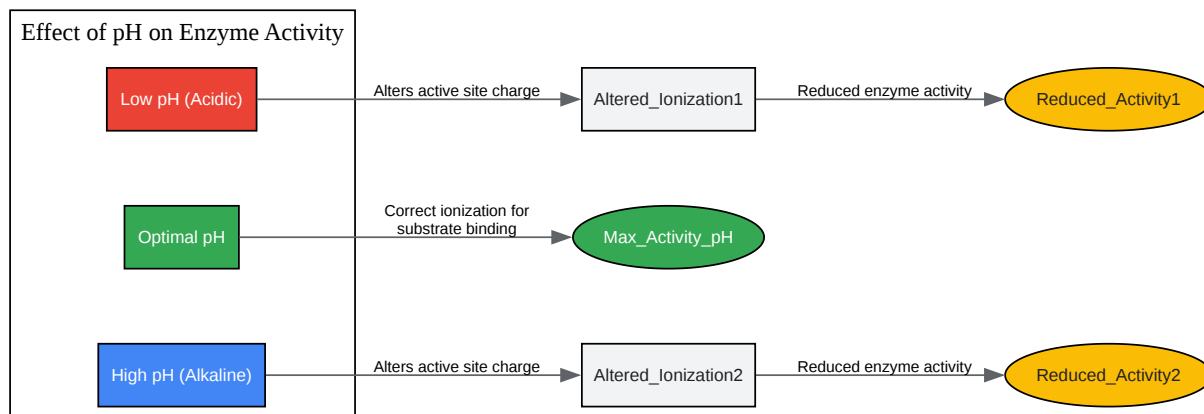 Effect of pH on Enzyme Activity
Low pH (Acidic)
Alters active site charge
Altered_Ionization1
Reduced enzyme activity
Reduced_Activity1
Optimal pH
Correct ionization for
substrate binding
Max_Activity_pH
High pH (Alkaline)
Alters active site charge
Altered_Ionization2
Reduced enzyme activity
Reduced_Activity2